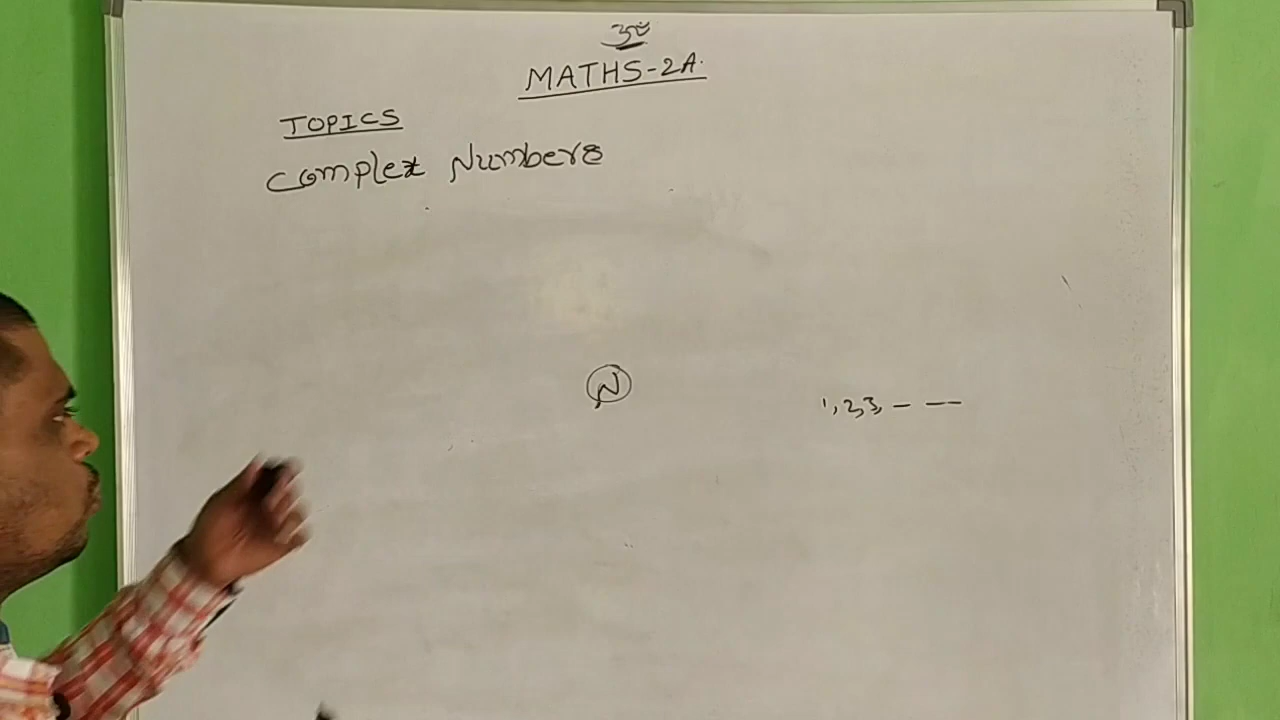 ॐ
MATHS-2A.
TOPICS
Complex Numbers
N
1, 2, 3, — —